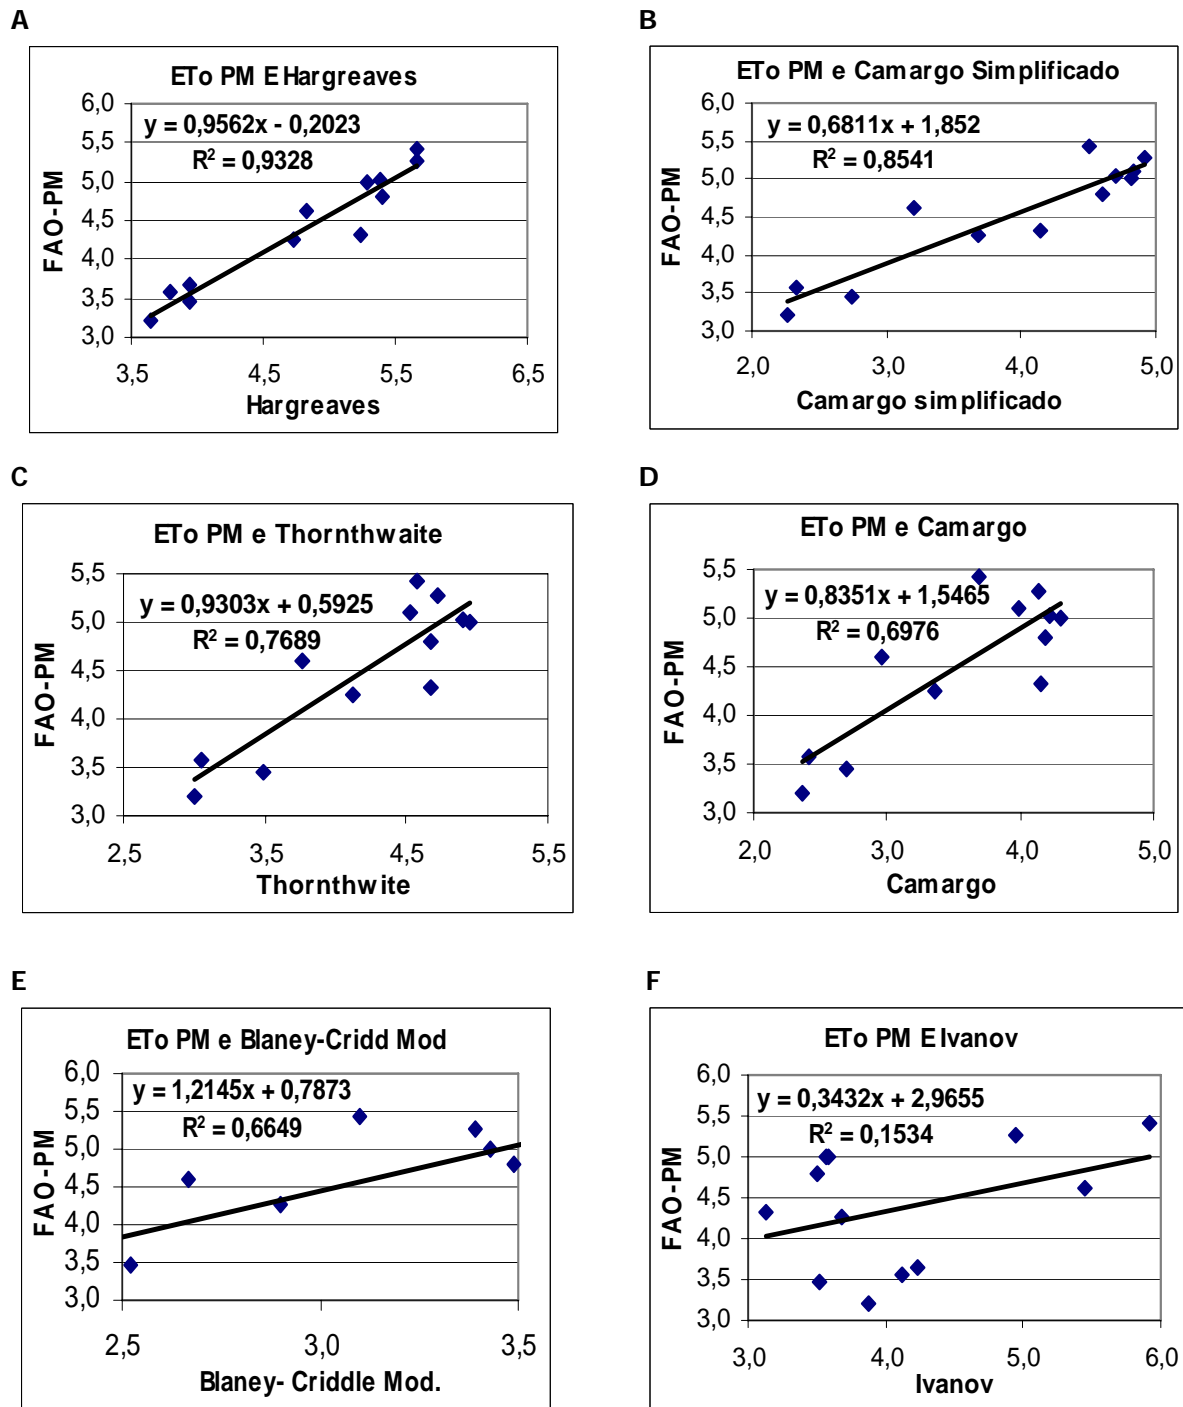 A
ETo PM E Hargreaves
y = 0,9562x - 0,2023
R² = 0,9328
FAO-PM
6,0
5,5
5,0
4,5
4,0
3,5
3,0
3,5 4,5 5,5 6,5
Hargreaves
B
ETo PM e Camargo Simplificado
y = 0,6811x + 1,852
R² = 0,8541
FAO-PM
6,0
5,5
5,0
4,5
4,0
3,5
3,0
2,0 3,0 4,0 5,0
Camargo simplificado
C
ETo PM e Thornthwaite
y = 0,9303x + 0,5925
R² = 0,7689
FAO-PM
5,5
5,0
4,5
4,0
3,5
3,0
2,5 3,5 4,5 5,5
Thornthwite
D
ETo PM e Camargo
y = 0,8351x + 1,5465
R² = 0,6976
FAO-PM
5,5
5,0
4,5
4,0
3,5
3,0
2,0 3,0 4,0 5,0
Camargo
E
ETo PM e Blaney-Cridd Mod
y = 1,2145x + 0,7873
R² = 0,6649
FAO-PM
6,0
5,5
5,0
4,5
4,0
3,5
3,0
2,5 3,0 3,5
Blaney- Criddle Mod.
F
ETo PM E Ivanov
y = 0,3432x + 2,9655
R² = 0,1534
FAO-PM
6,0
5,5
5,0
4,5
4,0
3,5
3,0
3,0 4,0 5,0 6,0
Ivanov